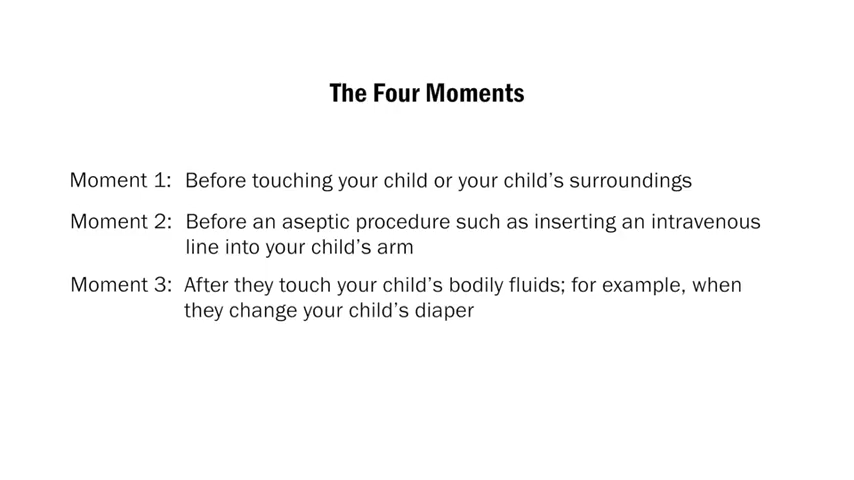 The Four Moments
Moment 1: Before touching your child or your child's surroundings
Moment 2: Before an aseptic procedure such as inserting an intravenous
line into your child's arm
Moment 3: After they touch your child's bodily fluids; for example, when
they change your child's diaper